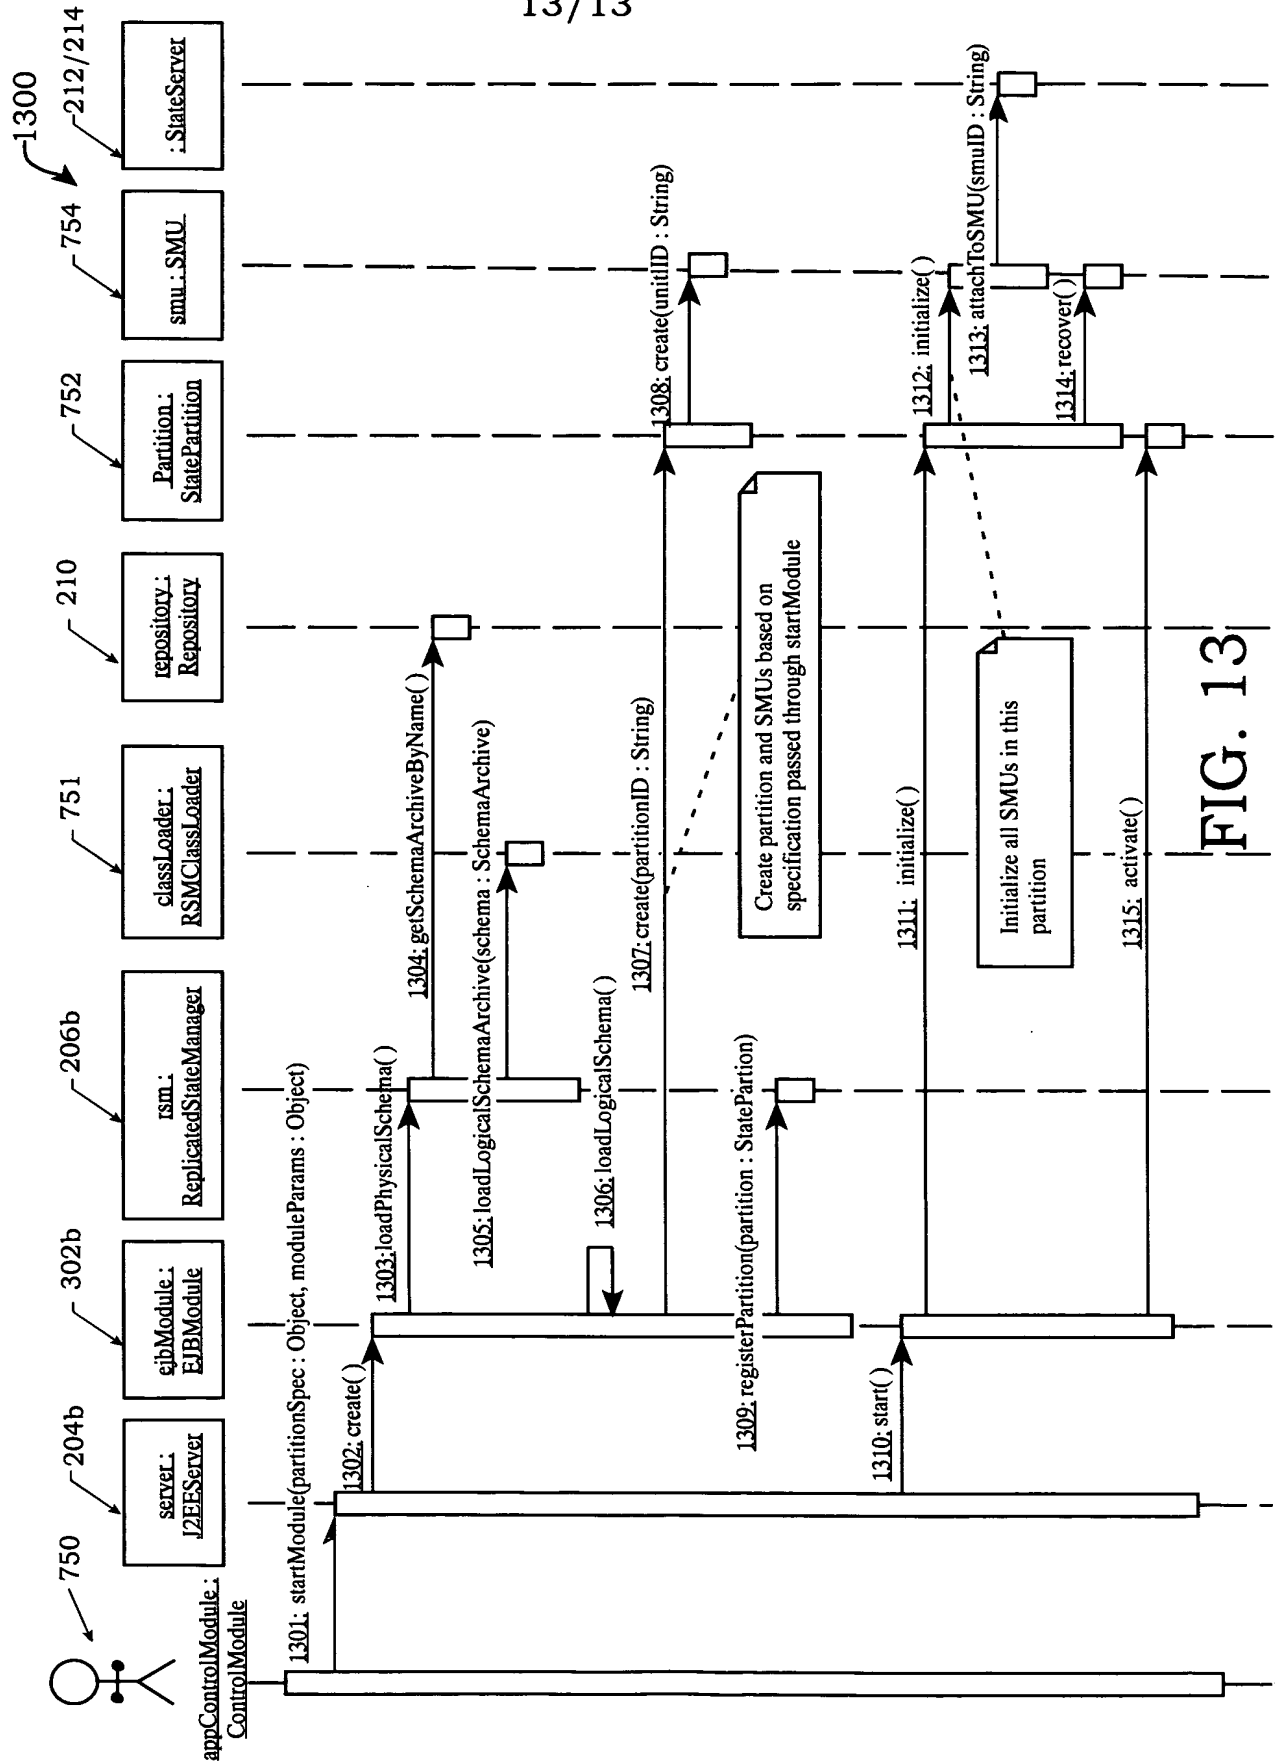 13/13
1300
750
204b
302b
206b
751
210
752
754
212/214
appControlModule :
ControlModule
server :
J2EEServer
ejbModule :
EJBModule
rsm :
ReplicatedStateManager
classLoader :
RSMClassLoader
repository :
Repository
Partition :
StatePartition
smu : SMU
: StateServer
1301: startModule(partitionSpec : Object, moduleParams : Object)
1302: create( )
1303:loadPhysicalSchema( )
1304: getSchemaArchiveByName( )
1305: loadLogicalSchemaArchive(schema : SchemaArchive)
1306: loadLogicalSchema( )
1307: create(partitionID : String)
1308: create(unitlID : String)
Create partition and SMUs based on
specification passed through startModule
1309: registerPartition(partition : StatePartion)
1310: start( )
1311: initialize( )
1312: initialize( )
1313: attachToSMU(smuID : String)
Initialize all SMUs in this
partition
1314: recover( )
1315: activate( )
FIG. 13